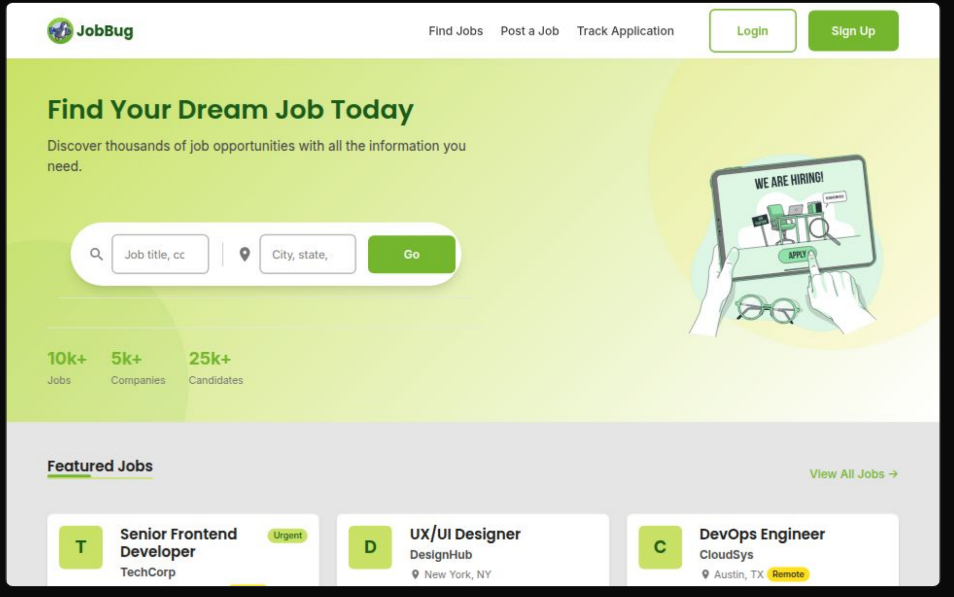 JobBug
Find Jobs
Post a Job
Track Application
Login
Sign Up
Find Your Dream Job Today
Discover thousands of job opportunities with all the information you
need.
Job title, cc
City, state,
Go
10k+
Jobs
5k+
Companies
25k+
Candidates
WE ARE HIRING!
APPLY
Featured Jobs
View All Jobs →
T
Senior Frontend
Developer
Urgent
TechCorp
D
UX/UI Designer
DesignHub
New York, NY
C
DevOps Engineer
CloudSys
Austin, TX
Remote